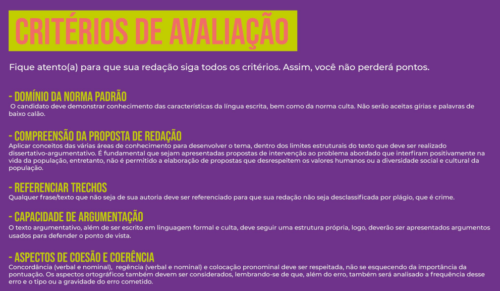 CRITÉRIOS DE AVALIAÇÃO
Fique atento(a) para que sua redação siga todos os critérios. Assim, você não perderá pontos.
- DOMÍNIO DA NORMA PADRÃO
O candidato deve demonstrar conhecimento das características da língua escrita, bem como da norma culta. Não serão aceitas gírias e palavras de
baixo calão.
- COMPREENSÃO DA PROPOSTA DE REDAÇÃO
Aplicar conceitos das várias áreas de conhecimento para desenvolver o tema, dentro dos limites estruturais do texto que deve ser realizado
dissertativo-argumentativo. É fundamental que sejam apresentadas propostas de intervenção ao problema abordado que interfiram positivamente na
vida da população, entretanto, não é permitido a elaboração de propostas que desrespeitem os valores humanos ou a diversidade social e cultural da
população.
- REFERENCIAR TRECHOS
Qualquer frase/texto que não seja de sua autoria deve ser referenciado para que sua redação não seja desclassificada por plágio, que é crime.
- CAPACIDADE DE ARGUMENTAÇÃO
O texto argumentativo, além de ser escrito em linguagem formal e culta, deve seguir uma estrutura própria, logo, deverão ser apresentados argumentos
usados para defender o ponto de vista.
- ASPECTOS DE COESÃO E COERÊNCIA
Concordância (verbal e nominal), regência (verbal e nominal) e colocação pronominal deve ser respeitada, não se esquecendo da importância da
pontuação. Os aspectos ortográficos também devem ser considerados, lembrando-se de que, além do erro, também será analisado a frequência desse
erro e o tipo ou a gravidade do erro cometido.